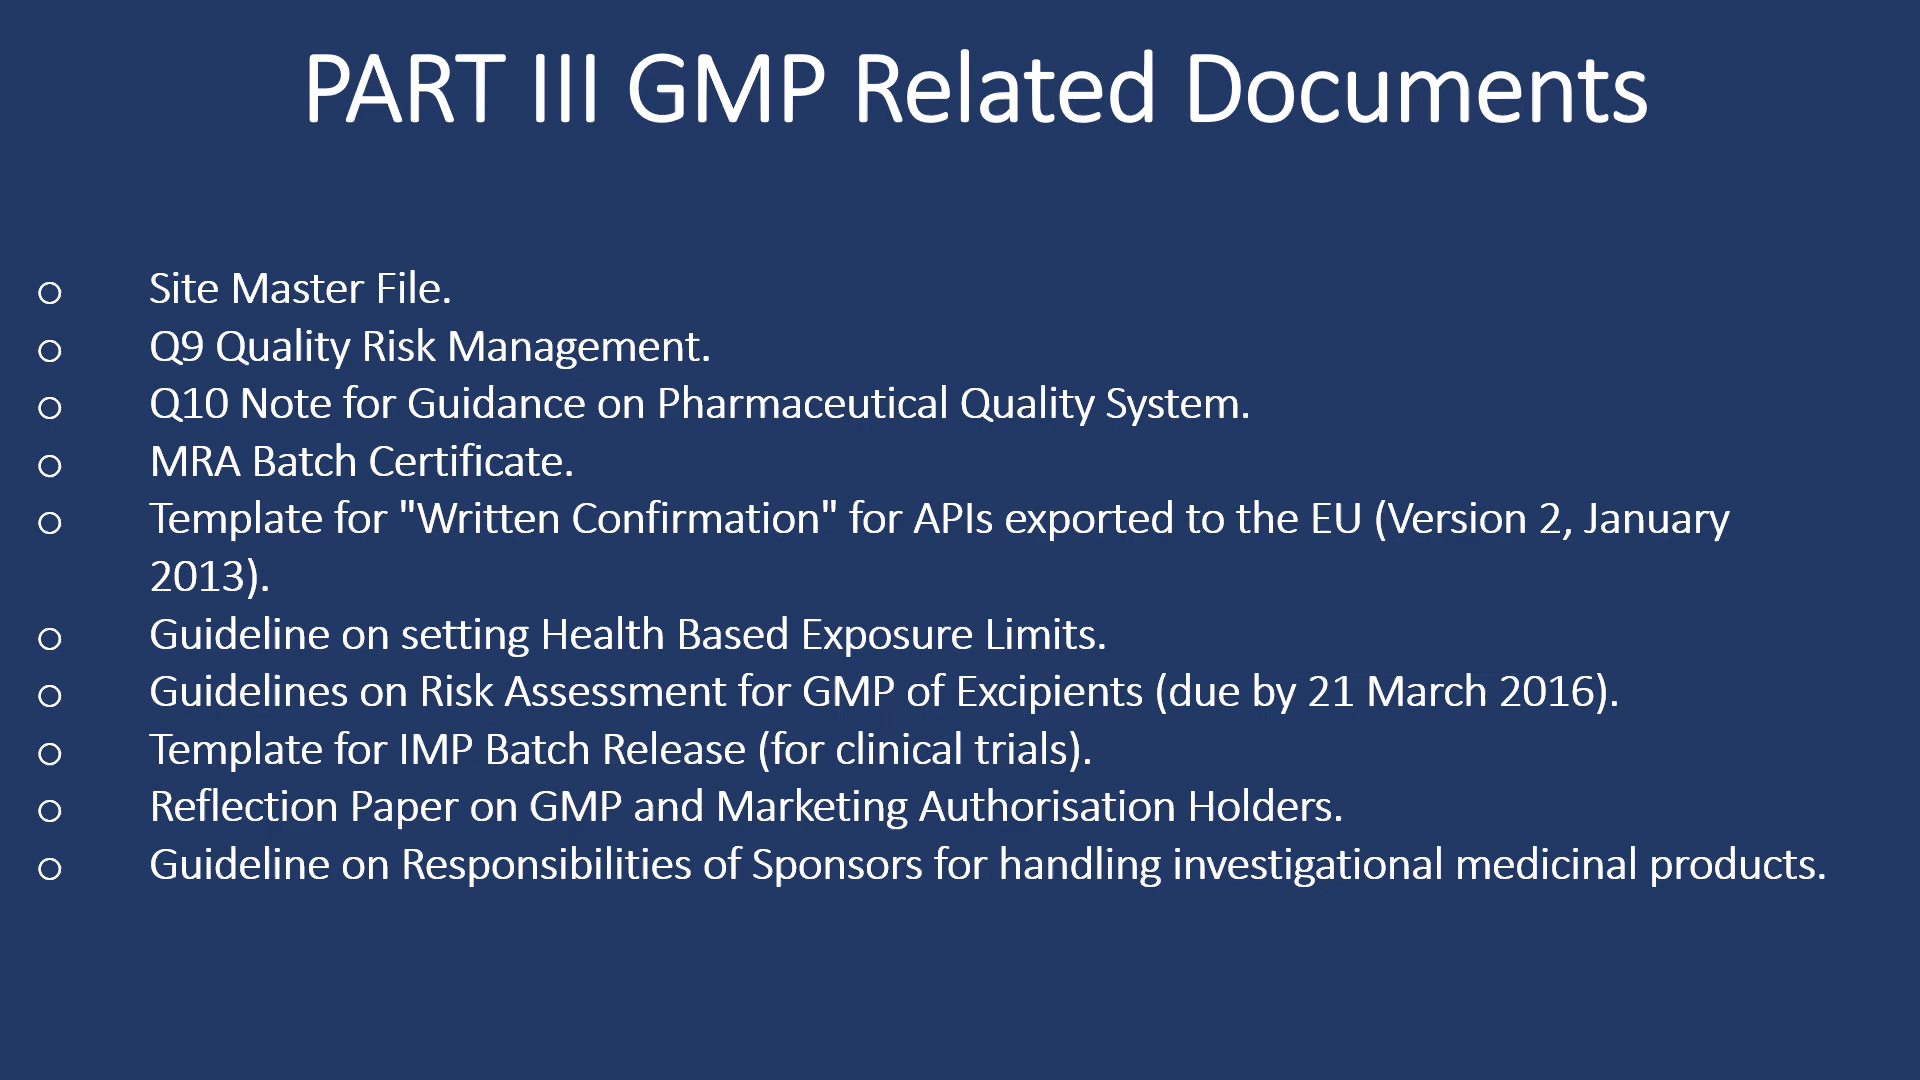 PART III GMP Related Documents
o Site Master File.
o Q9 Quality Risk Management.
o Q10 Note for Guidance on Pharmaceutical Quality System.
o MRA Batch Certificate.
o Template for "Written Confirmation" for APIs exported to the EU (Version 2, January
2013).
o Guideline on setting Health Based Exposure Limits.
o Guidelines on Risk Assessment for GMP of Excipients (due by 21 March 2016).
o Template for IMP Batch Release (for clinical trials).
o Reflection Paper on GMP and Marketing Authorisation Holders.
o Guideline on Responsibilities of Sponsors for handling investigational medicinal products.